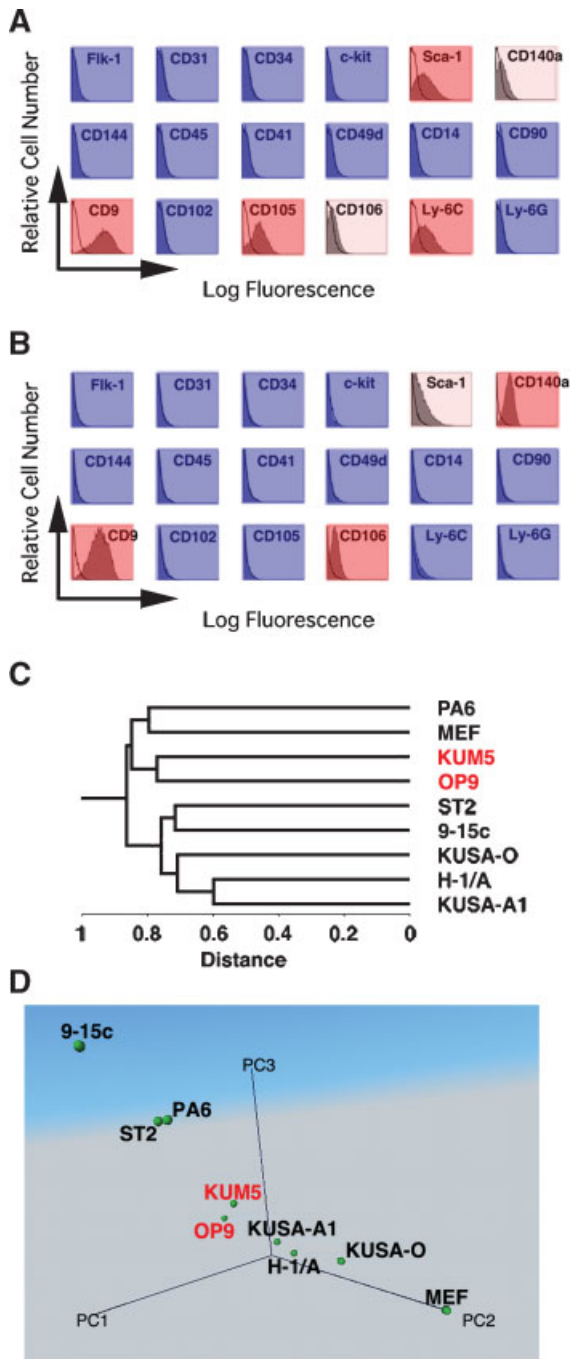 A
Flk-1 CD31 CD34 c-kit Sca-1 CD140a
CD144 CD45 CD41 CD49d CD14 CD90
CD9 CD102 CD105 CD106 Ly-6C Ly-6G
Relative Cell Number
Log Fluorescence
B
Flk-1 CD31 CD34 c-kit Sca-1 CD140a
CD144 CD45 CD41 CD49d CD14 CD90
CD9 CD102 CD105 CD106 Ly-6C Ly-6G
Relative Cell Number
Log Fluorescence
C
PA6
MEF
KUM5
OP9
ST2
9-15c
KUSA-O
H-1/A
KUSA-A1
1 0.8 0.6 0.4 0.2 0
Distance
D
9-15c
PC3
PA6
ST2
KUM5
OP9
KUSA-A1
KUSA-O
H-1/A
MEF
PC1
PC2